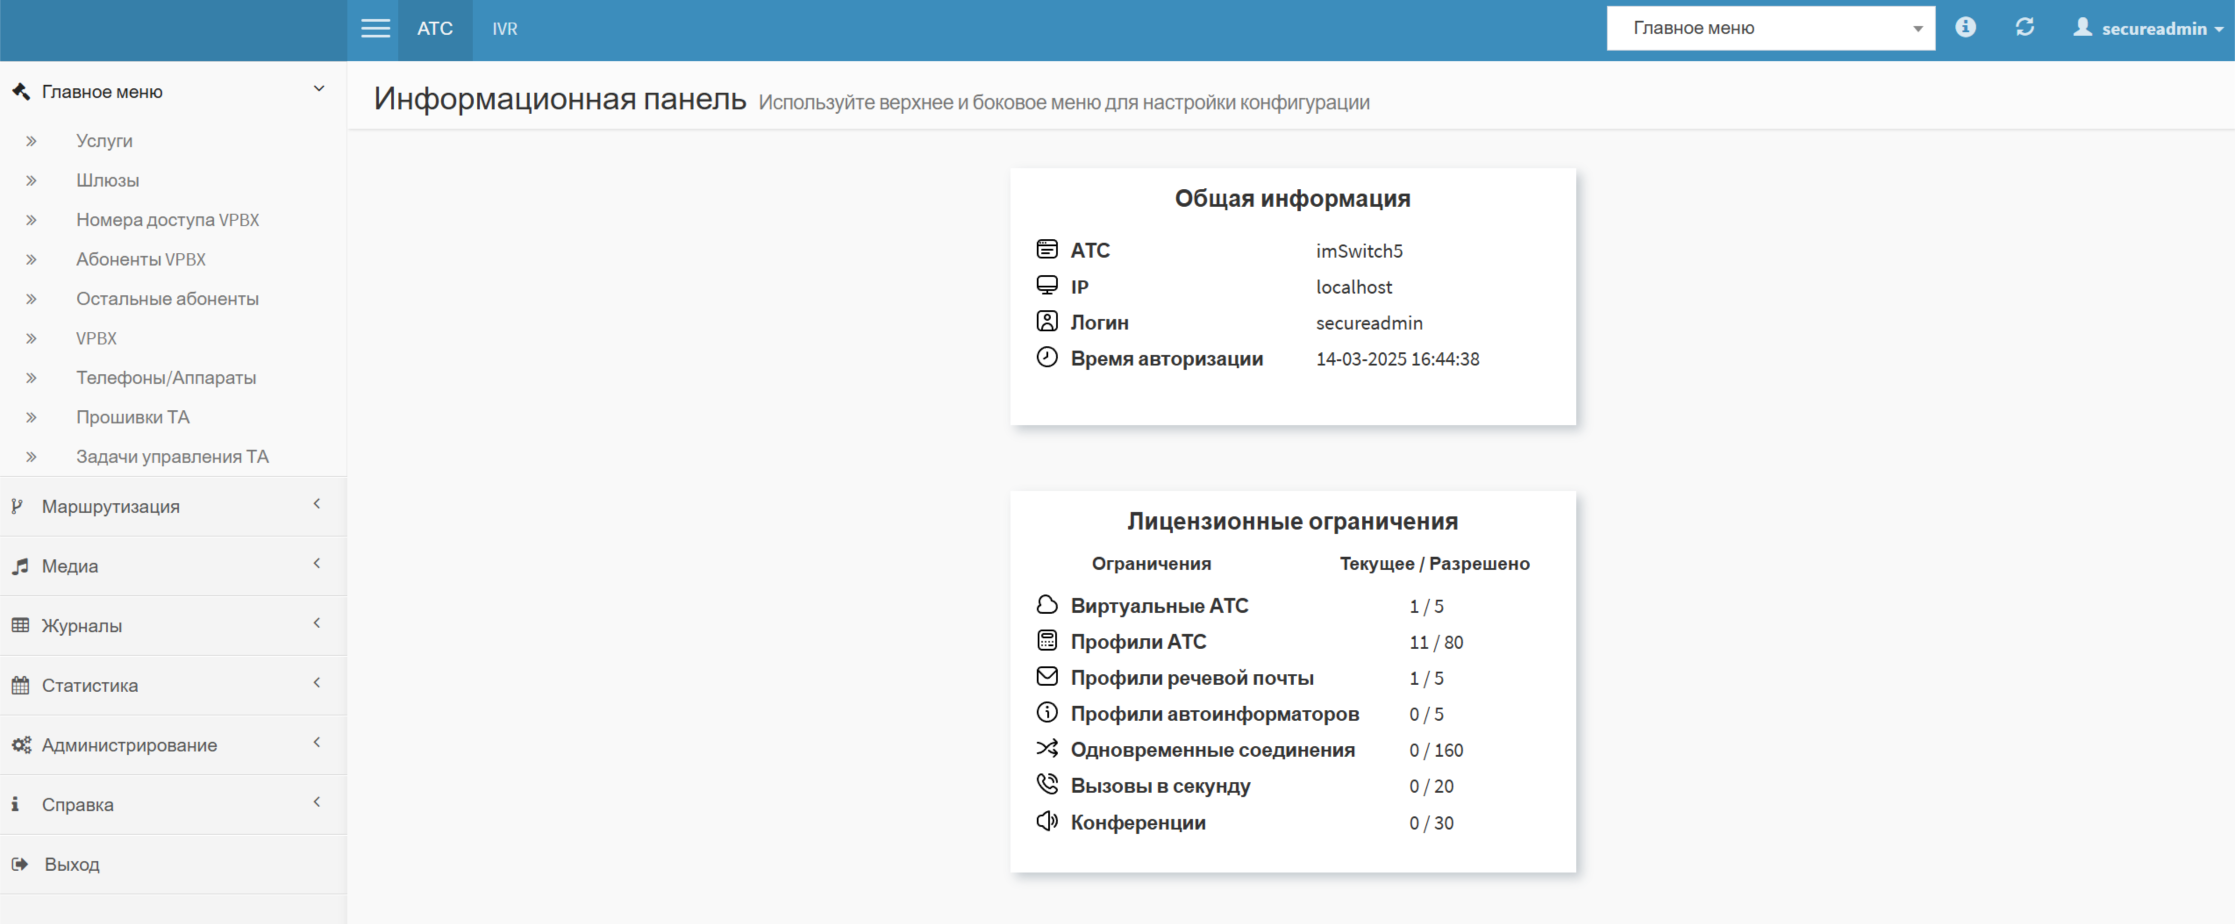 АТС
IVR
Главное меню
secureadmin
Главное меню
Услуги
Шлюзы
Номера доступа VPBX
Абоненты VPBX
Остальные абоненты
VPBX
Телефоны/Аппараты
Прошивки ТА
Задачи управления ТА
Маршрутизация
Медиа
Журналы
Статистика
Администрирование
Справка
Выход
Информационная панель Используйте верхнее и боковое меню для настройки конфигурации
Общая информация
АТС imSwitch5
IP localhost
Логин secureadmin
Время авторизации 14-03-2025 16:44:38
Лицензионные ограничения
Ограничения Текущее / Разрешено
Виртуальные АТС 1 / 5
Профили АТС 11 / 80
Профили речевой почты 1 / 5
Профили автоинформаторов 0 / 5
Одновременные соединения 0 / 160
Вызовы в секунду 0 / 20
Конференции 0 / 30